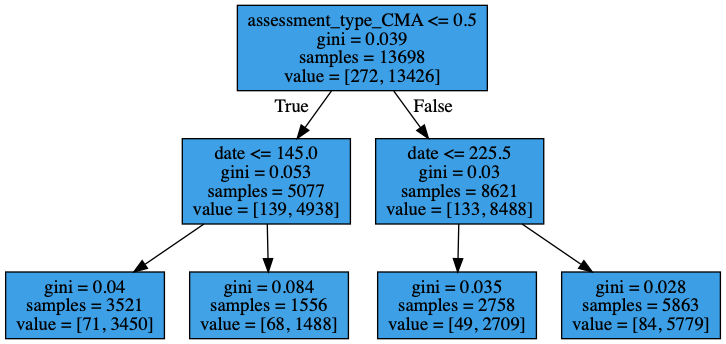 assessment_type_CMA <= 0.5
gini = 0.039
samples = 13698
value = [272, 13426]
True
False
date <= 145.0
gini = 0.053
samples = 5077
value = [139, 4938]
date <= 225.5
gini = 0.03
samples = 8621
value = [133, 8488]
gini = 0.04
samples = 3521
value = [71, 3450]
gini = 0.084
samples = 1556
value = [68, 1488]
gini = 0.035
samples = 2758
value = [49, 2709]
gini = 0.028
samples = 5863
value = [84, 5779]